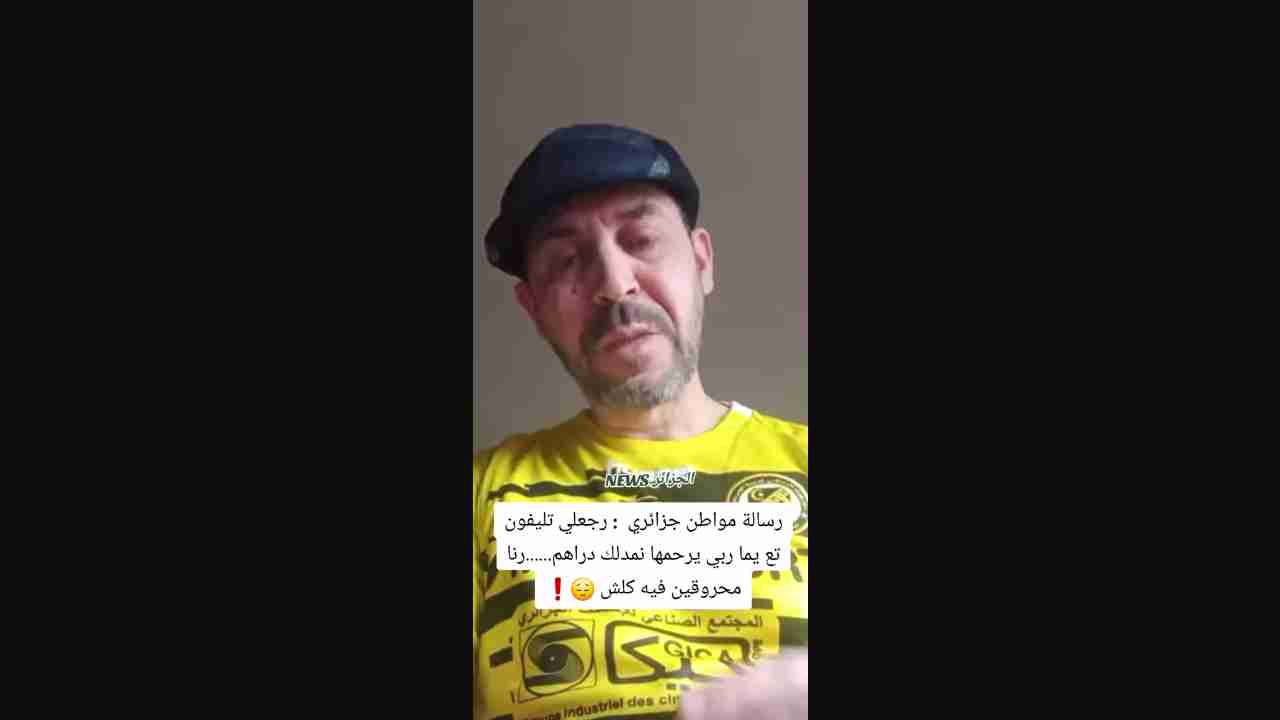 الجزائر NEWS
رسالة مواطن جزائري : رجعلي تليفون
تع يما ربي يرحمها نمدلك دراهم......رنا
محروقين فيه كلش 😔❗
المجتمع الصناعي
جيكا
GICA
industriel des